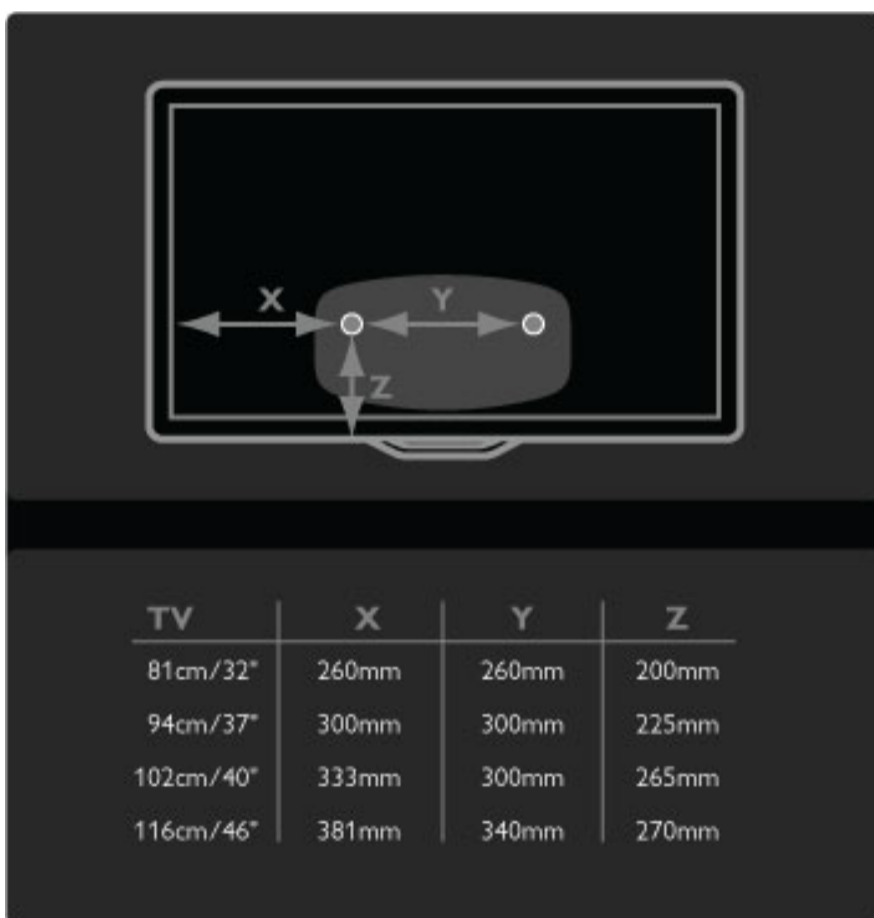 X Y
Z
TV X Y Z
81cm/32" 260mm 260mm 200mm
94cm/37" 300mm 300mm 225mm
102cm/40" 333mm 300mm 265mm
116cm/46" 381mm 340mm 270mm